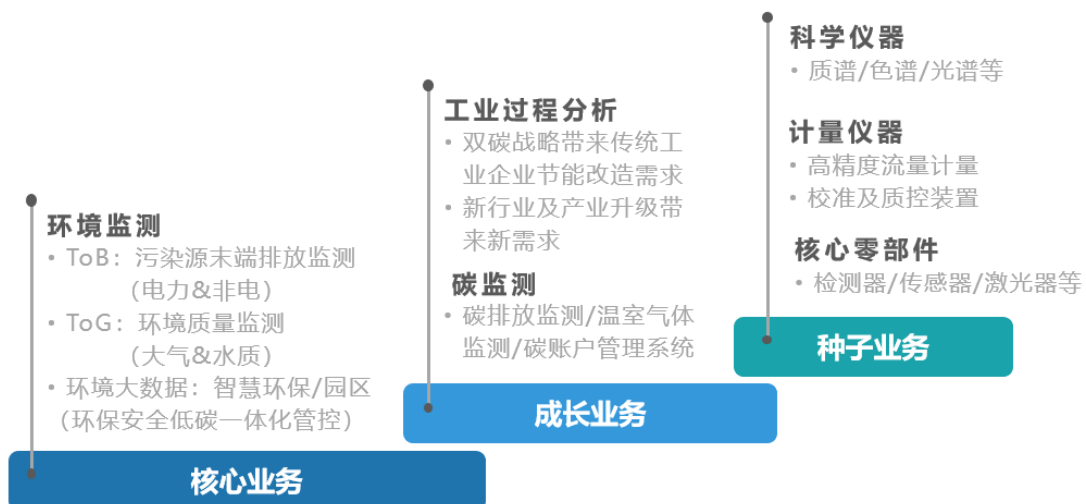 环境监测
• ToB：污染源末端排放监测
（电力&非电）
• ToG：环境质量监测
（大气&水质）
• 环境大数据：智慧环保/园区
（环保安全低碳一体化管控）
核心业务
工业过程分析
• 双碳战略带来传统工
业企业节能改造需求
• 新行业及产业升级带
来新需求
碳监测
• 碳排放监测/温室气体
监测/碳账户管理系统
成长业务
科学仪器
• 质谱/色谱/光谱等
计量仪器
• 高精度流量计量
• 校准及质控装置
核心零部件
• 检测器/传感器/激光器等
种子业务